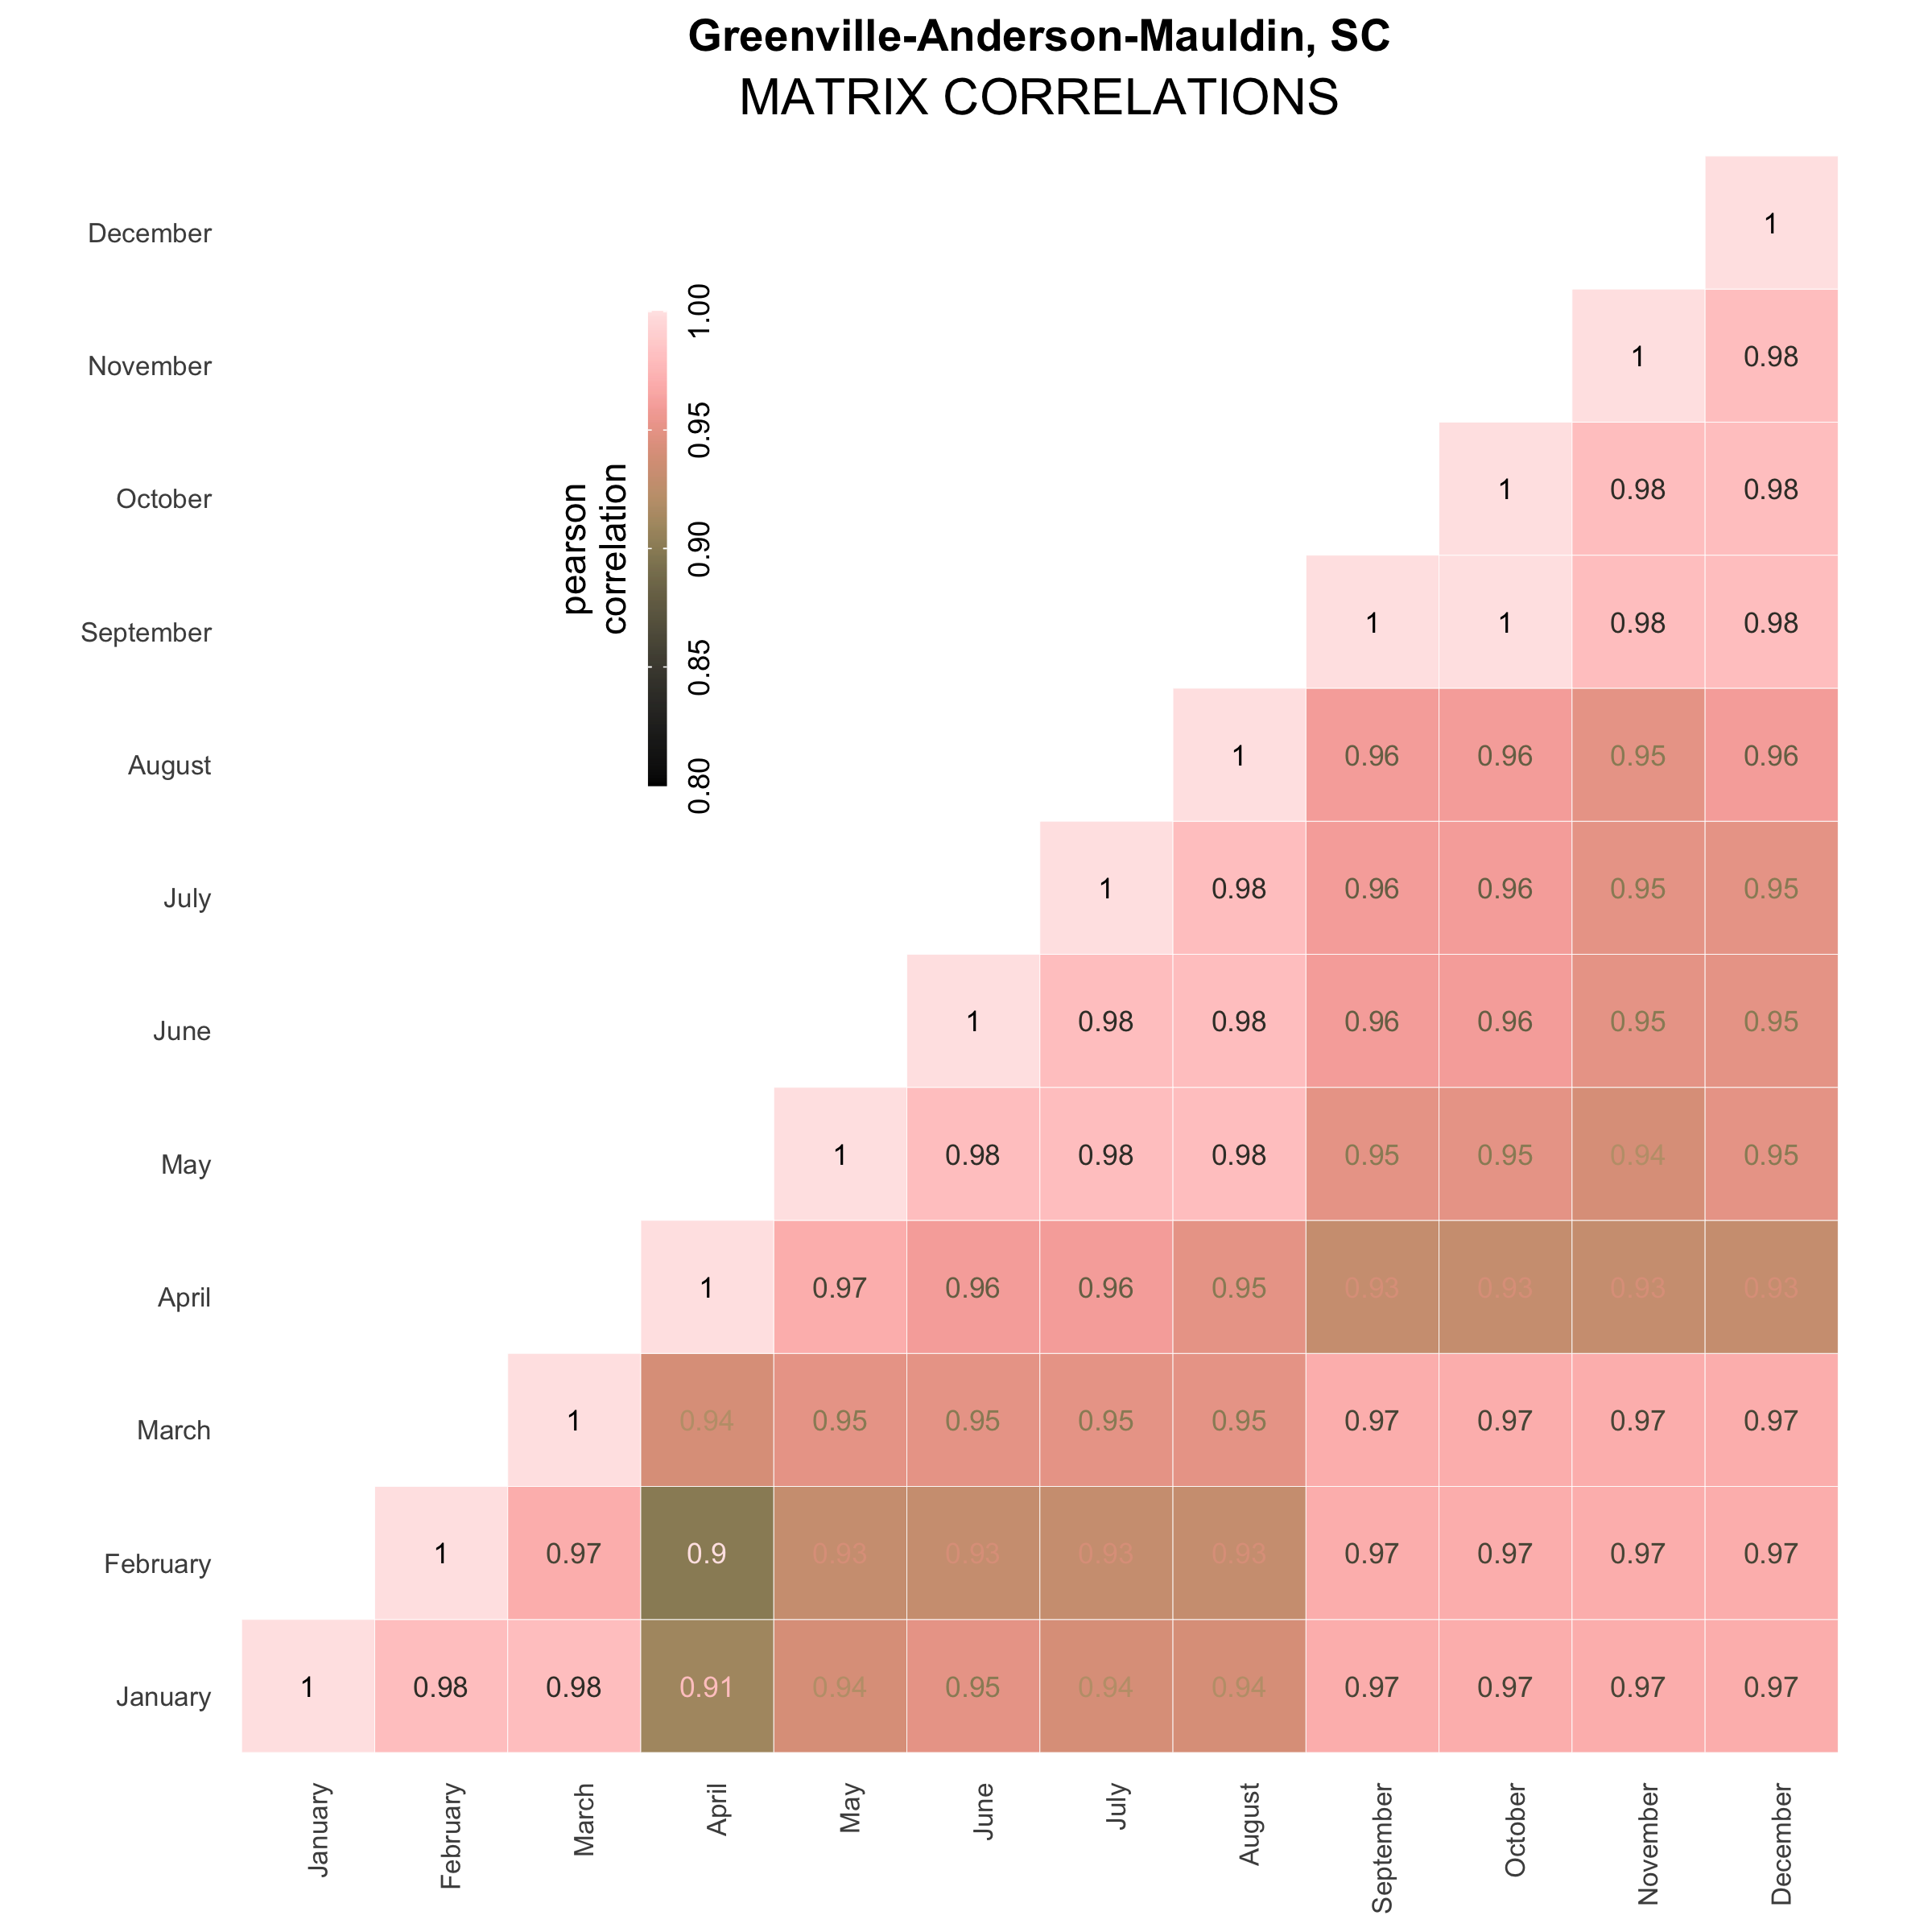 Greenville-Anderson-Mauldin, SC
MATRIX CORRELATIONS
December 1
November 1 0.98
October 1 0.98 0.98
September 1 1 0.98 0.98
August 1 0.96 0.96 0.95 0.96
July 1 0.98 0.96 0.96 0.95 0.95
June 1 0.98 0.98 0.96 0.96 0.95 0.95
May 1 0.98 0.98 0.98 0.95 0.95 0.94 0.95
April 1 0.97 0.96 0.96 0.95 0.93 0.93 0.93 0.93
March 1 0.94 0.95 0.95 0.95 0.95 0.97 0.97 0.97 0.97
February 1 0.97 0.9 0.93 0.93 0.93 0.93 0.97 0.97 0.97 0.97
January 1 0.98 0.98 0.91 0.94 0.95 0.94 0.94 0.97 0.97 0.97 0.97
January February March April May June July August September October November December
pearson
correlation
0.80 0.85 0.90 0.95 1.00